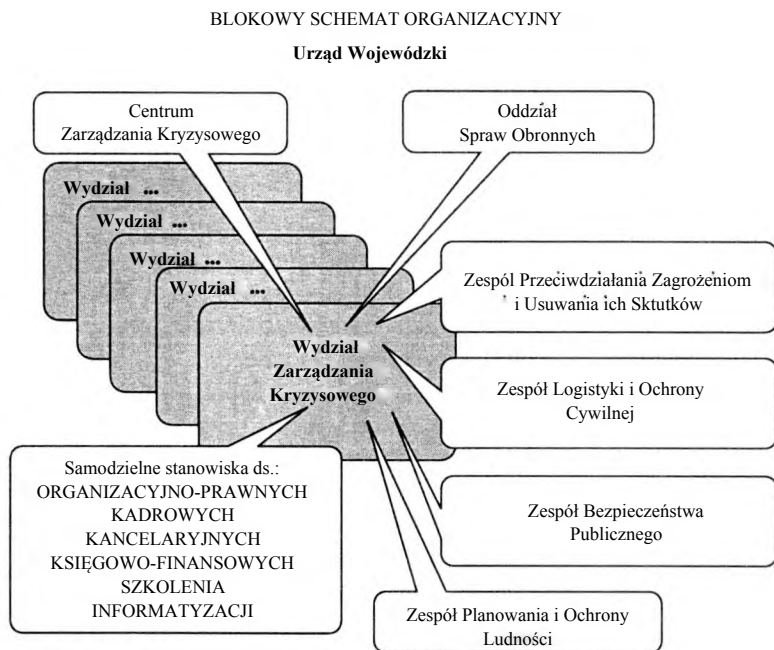 BLOKOWY SCHEMAT ORGANIZACYJNY
Urząd Wojewódzki
Centrum
Zarządzania Kryzysowego
Oddział
Spraw Obronnych
Wydział ...
Wydział ...
Wydział ...
Wydział ...
Wydział
Zarządzania
Kryzysowego
Zespól Przeciwdziałania Zagrożeniom
i Usuwania ich Sktutków
Zespół Logistyki i Ochrony
Cywilnej
Zespół Bezpieczeństwa
Publicznego
Zespół Planowania i Ochrony
Ludności
Samodzielne stanowiska ds.:
ORGANIZACYJNO-PRAWNYCH
KADROWYCH
KANCELARYJNYCH
KSIĘGOWO-FINANSOWYCH
SZKOLENIA
INFORMATYZACJI